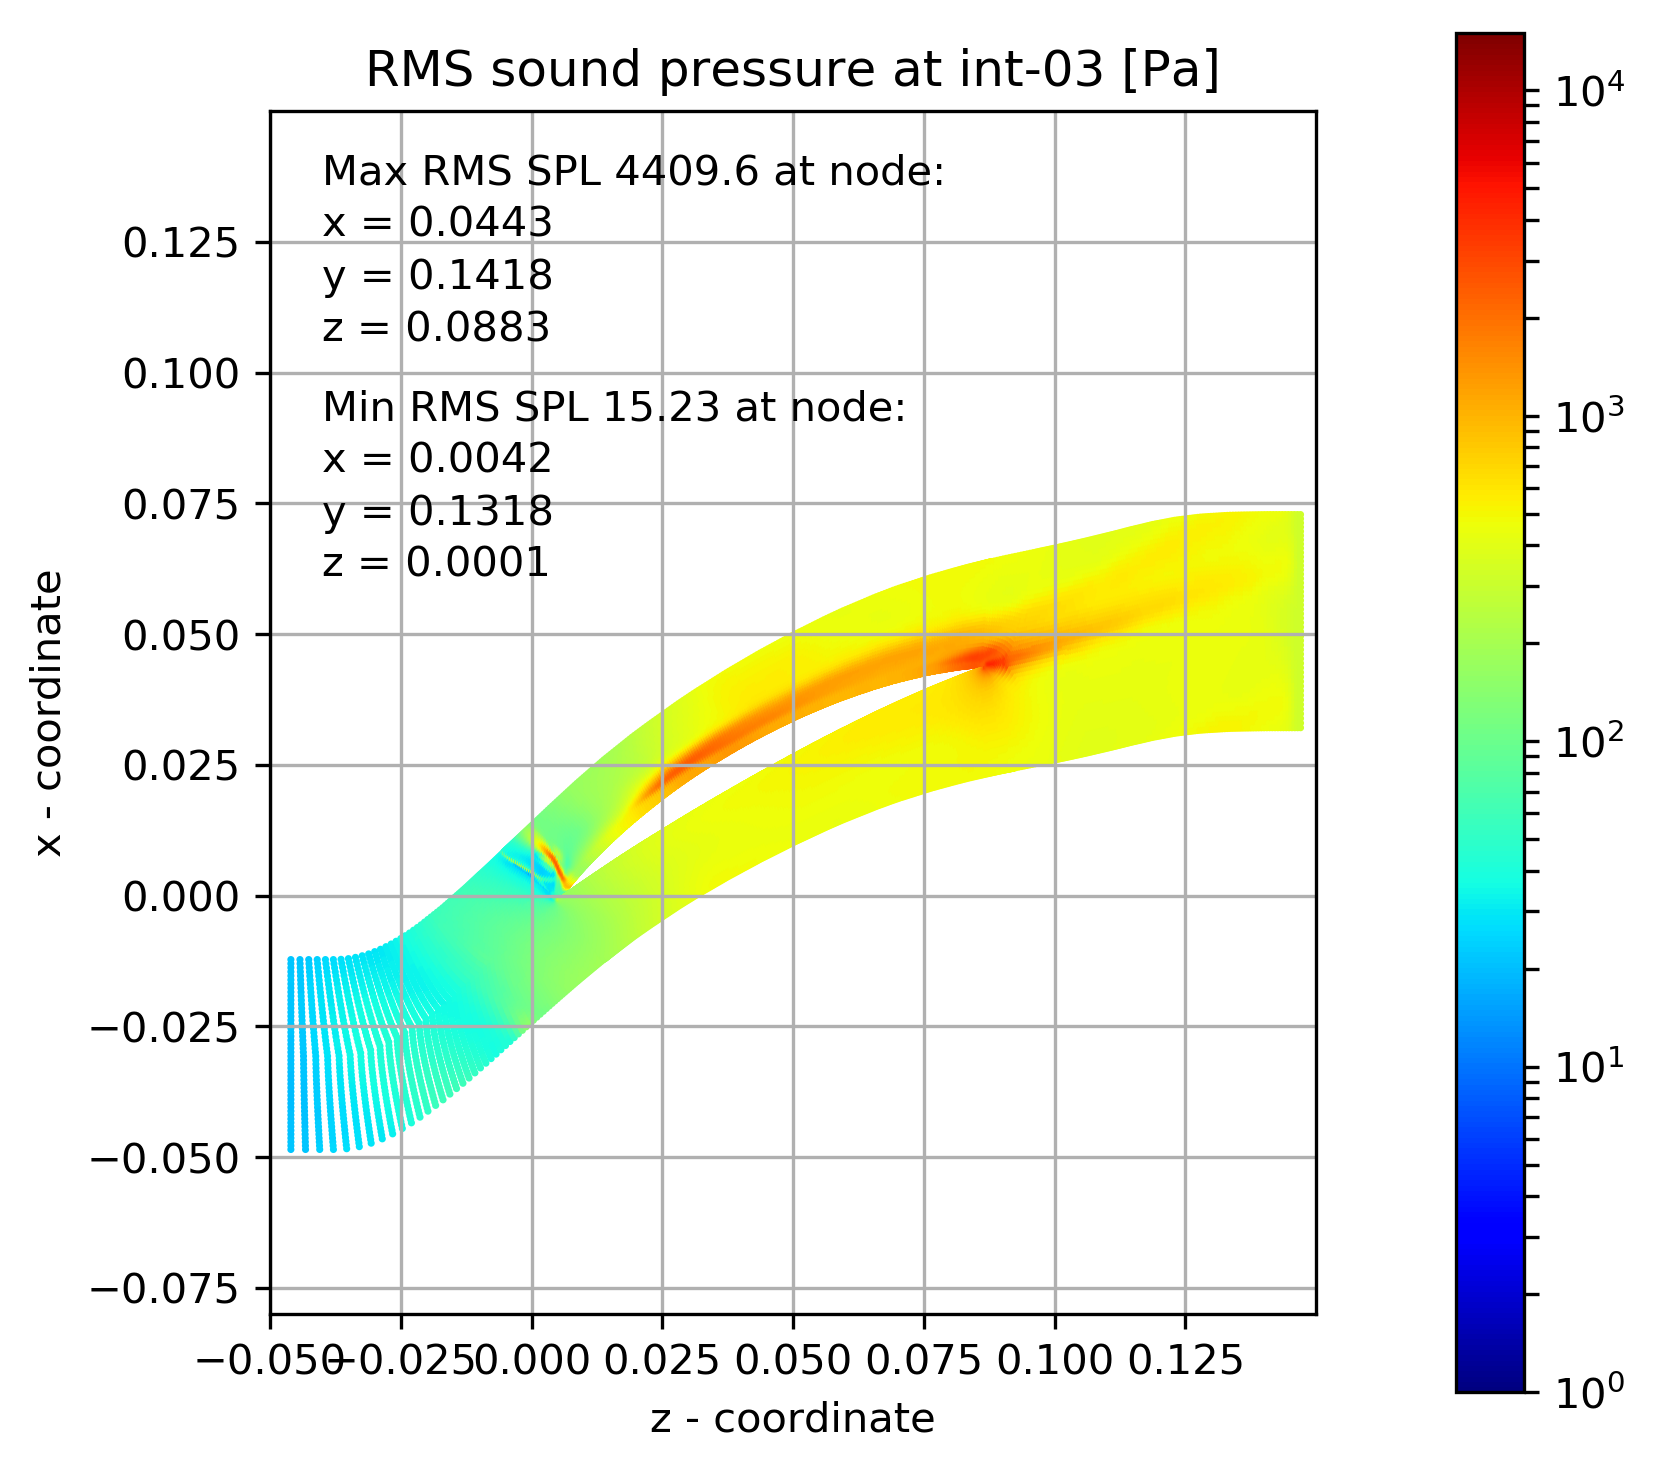 RMS sound pressure at int-03 [Pa]
Max RMS SPL 4409.6 at node:
x = 0.0443
y = 0.1418
z = 0.0883
Min RMS SPL 15.23 at node:
x = 0.0042
y = 0.1318
z = 0.0001
x - coordinate
0.125
0.100
0.075
0.050
0.025
0.000
−0.025
−0.050
−0.075
−0.050 −0.025 0.000 0.025 0.050 0.075 0.100 0.125
z - coordinate
10⁴
10³
10²
10¹
10⁰